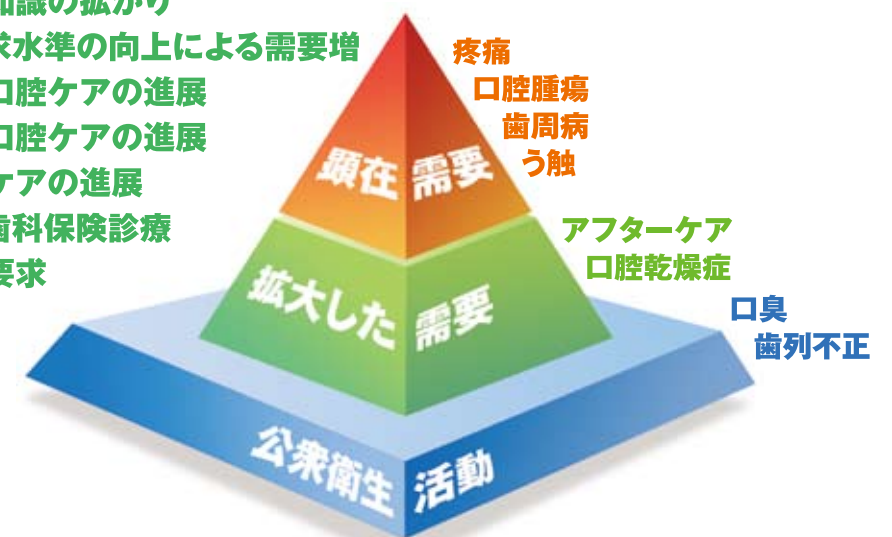 知識の拡がり
求水準の向上による需要増
口腔ケアの進展
口腔ケアの進展
ケアの進展
歯科保険診療
要求
疼痛
口腔腫瘍
歯周病
う触
アフターケア
口腔乾燥症
口臭
歯列不正
顕在 需要
拡大した 需要
公衆衛生 活動